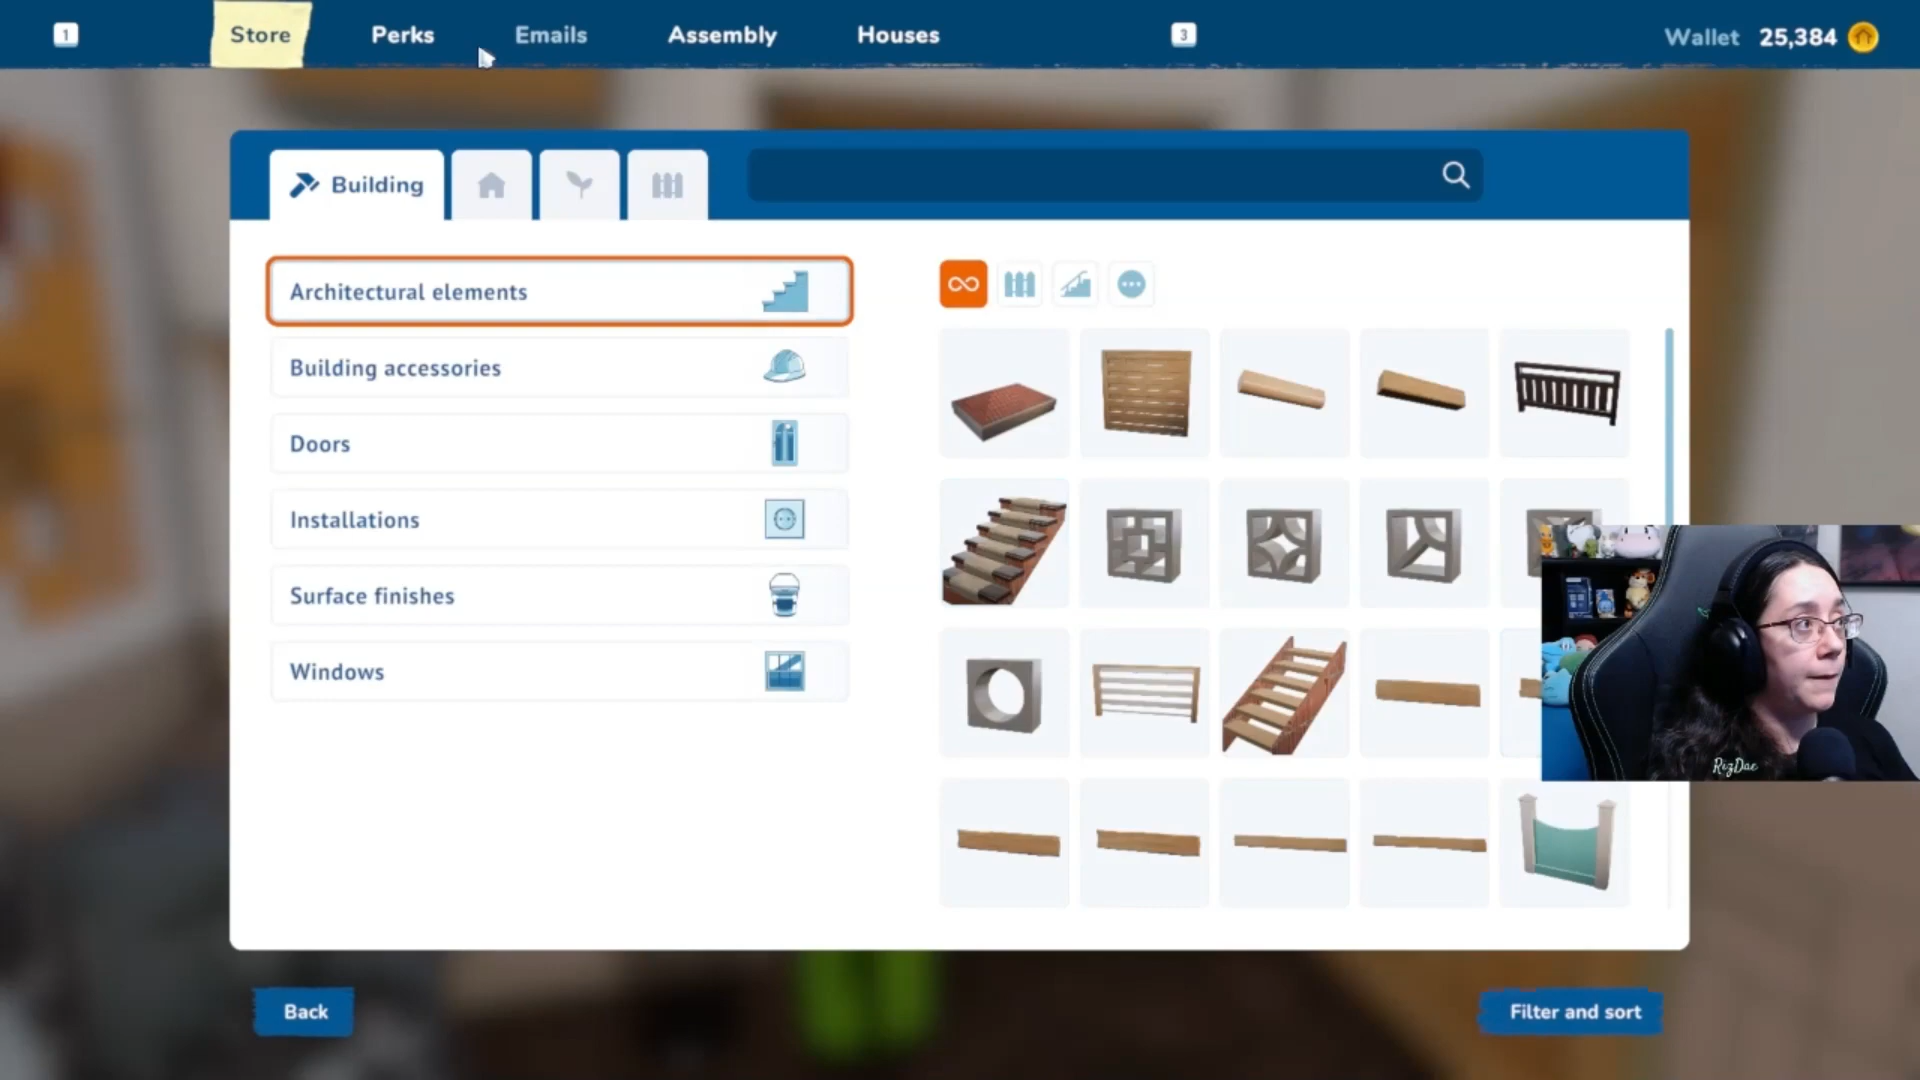 1 Store Perks Emails Assembly Houses 3 Wallet 25,384
Building
Architectural elements
Building accessories
Doors
Installations
Surface finishes
Windows
RizDae
Back Filter and sort